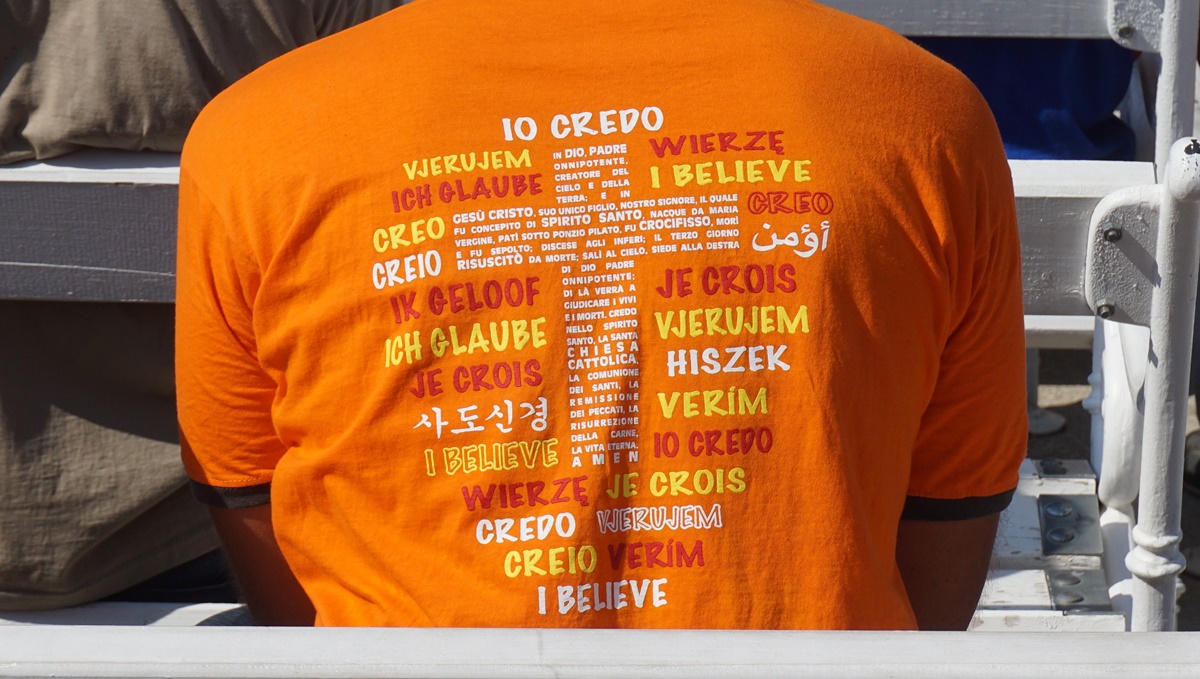 IO CREDO
VJERUJEM
WIERZĘ
ICH GLAUBE
I BELIEVE
IN DIO, PADRE
ONNIPOTENTE,
CREATORE DEL
CIELO E DELLA
TERRA; E IN
CREO
CREO
GESÙ CRISTO, SUO UNICO FIGLIO, NOSTRO SIGNORE, IL QUALE
FU CONCEPITO DI SPIRITO SANTO, NACQUE DA MARIA
VERGINE, PATÌ SOTTO PONZIO PILATO, FU CROCIFISSO, MORÌ
E FU SEPOLTO; DISCESE AGLI INFERI; IL TERZO GIORNO
RISUSCITÒ DA MORTE; SALÌ AL CIELO, SIEDE ALLA DESTRA
CREIO
أؤمن
DI DIO PADRE
ONNIPOTENTE:
DI LÀ VERRÀ A
GIUDICARE I VIVI
E I MORTI. CREDO
NELLO SPIRITO
SANTO, LA SANTA
CHIESA
CATTOLICA,
LA COMUNIONE
DEI SANTI, LA
REMISSIONE
DEI PECCATI, LA
RISURREZIONE
DELLA CARNE,
LA VITA ETERNA.
AMEN
IK GELOOF
JE CROIS
ICH GLAUBE
VJERUJEM
JE CROIS
HISZEK
사도신경
VERÍM
I BELIEVE
IO CREDO
WIERZĘ JE CROIS
CREDO VJERUJEM
CREIO VERÍM
I BELIEVE